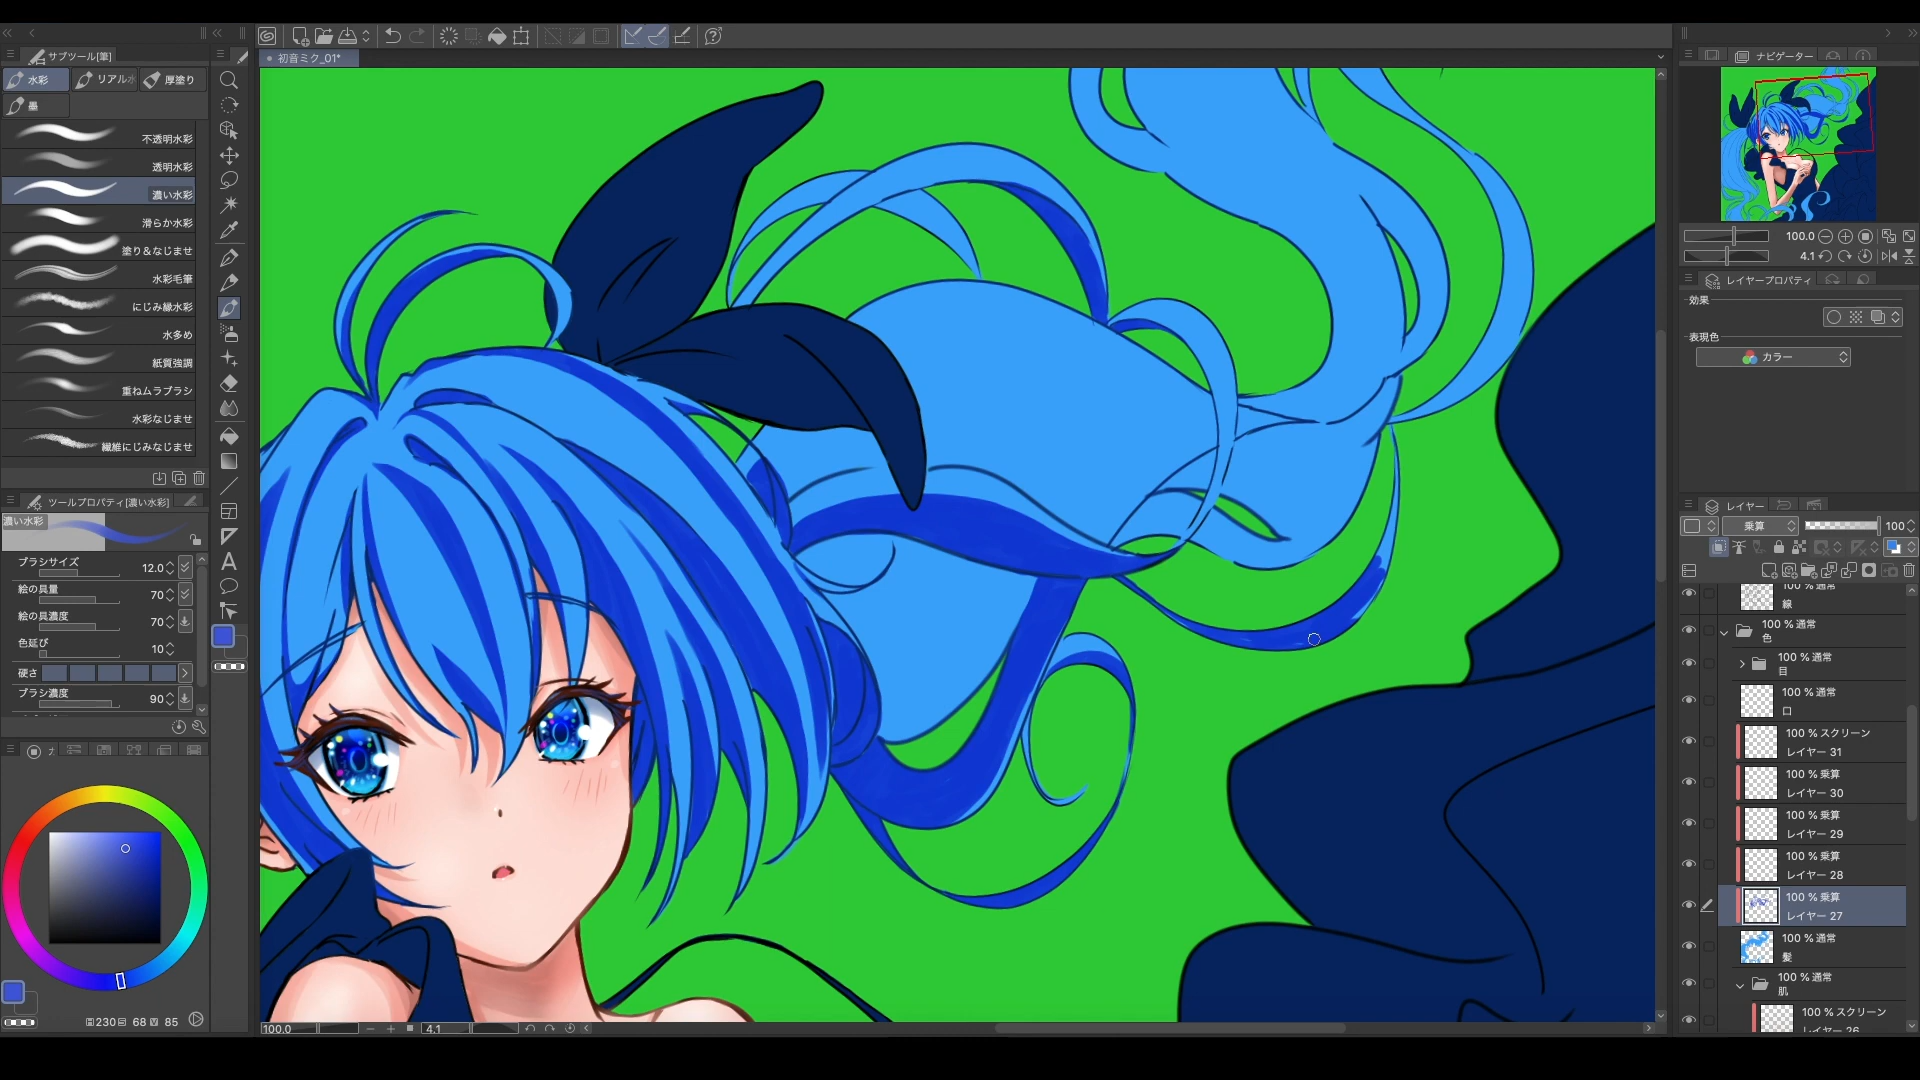 初音ミク_01*
サブツール[筆]
水彩
リアル水
厚塗り
墨
不透明水彩
透明水彩
濃い水彩
滑らか水彩
塗り&なじませ
水彩毛筆
にじみ縁水彩
水多め
紙質強調
重ねムラブラシ
水彩なじませ
繊維にじみなじませ
ツールプロパティ[濃い水彩]
濃い水彩
ブラシサイズ
12.0
絵の具量
70
絵の具濃度
70
色延び
10
硬さ
ブラシ濃度
90
H230 S 68 V 85
100.0
4.1
ナビゲーター
100.0
4.1
レイヤープロパティ
効果
表現色
カラー
レイヤー
乗算
100
100 % 通常
線
100 % 通常
色
100 % 通常
目
100 % 通常
口
100 % スクリーン
レイヤー 31
100 % 乗算
レイヤー 30
100 % 乗算
レイヤー 29
100 % 乗算
レイヤー 28
100 % 乗算
レイヤー 27
100 % 通常
髪
100 % 通常
肌
100 % スクリーン
レイヤー 26